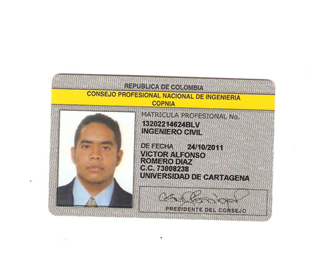 REPUBLICA DE COLOMBIA
CONSEJO PROFESIONAL NACIONAL DE INGENIERIA
COPNIA
MATRICULA PROFESIONAL No.
13202214624BLV
INGENIERO CIVIL
DE FECHA 24/10/2011
VICTOR ALFONSO
ROMERO DIAZ
C.C. 73008238
UNIVERSIDAD DE CARTAGENA
PRESIDENTE DEL CONSEJO